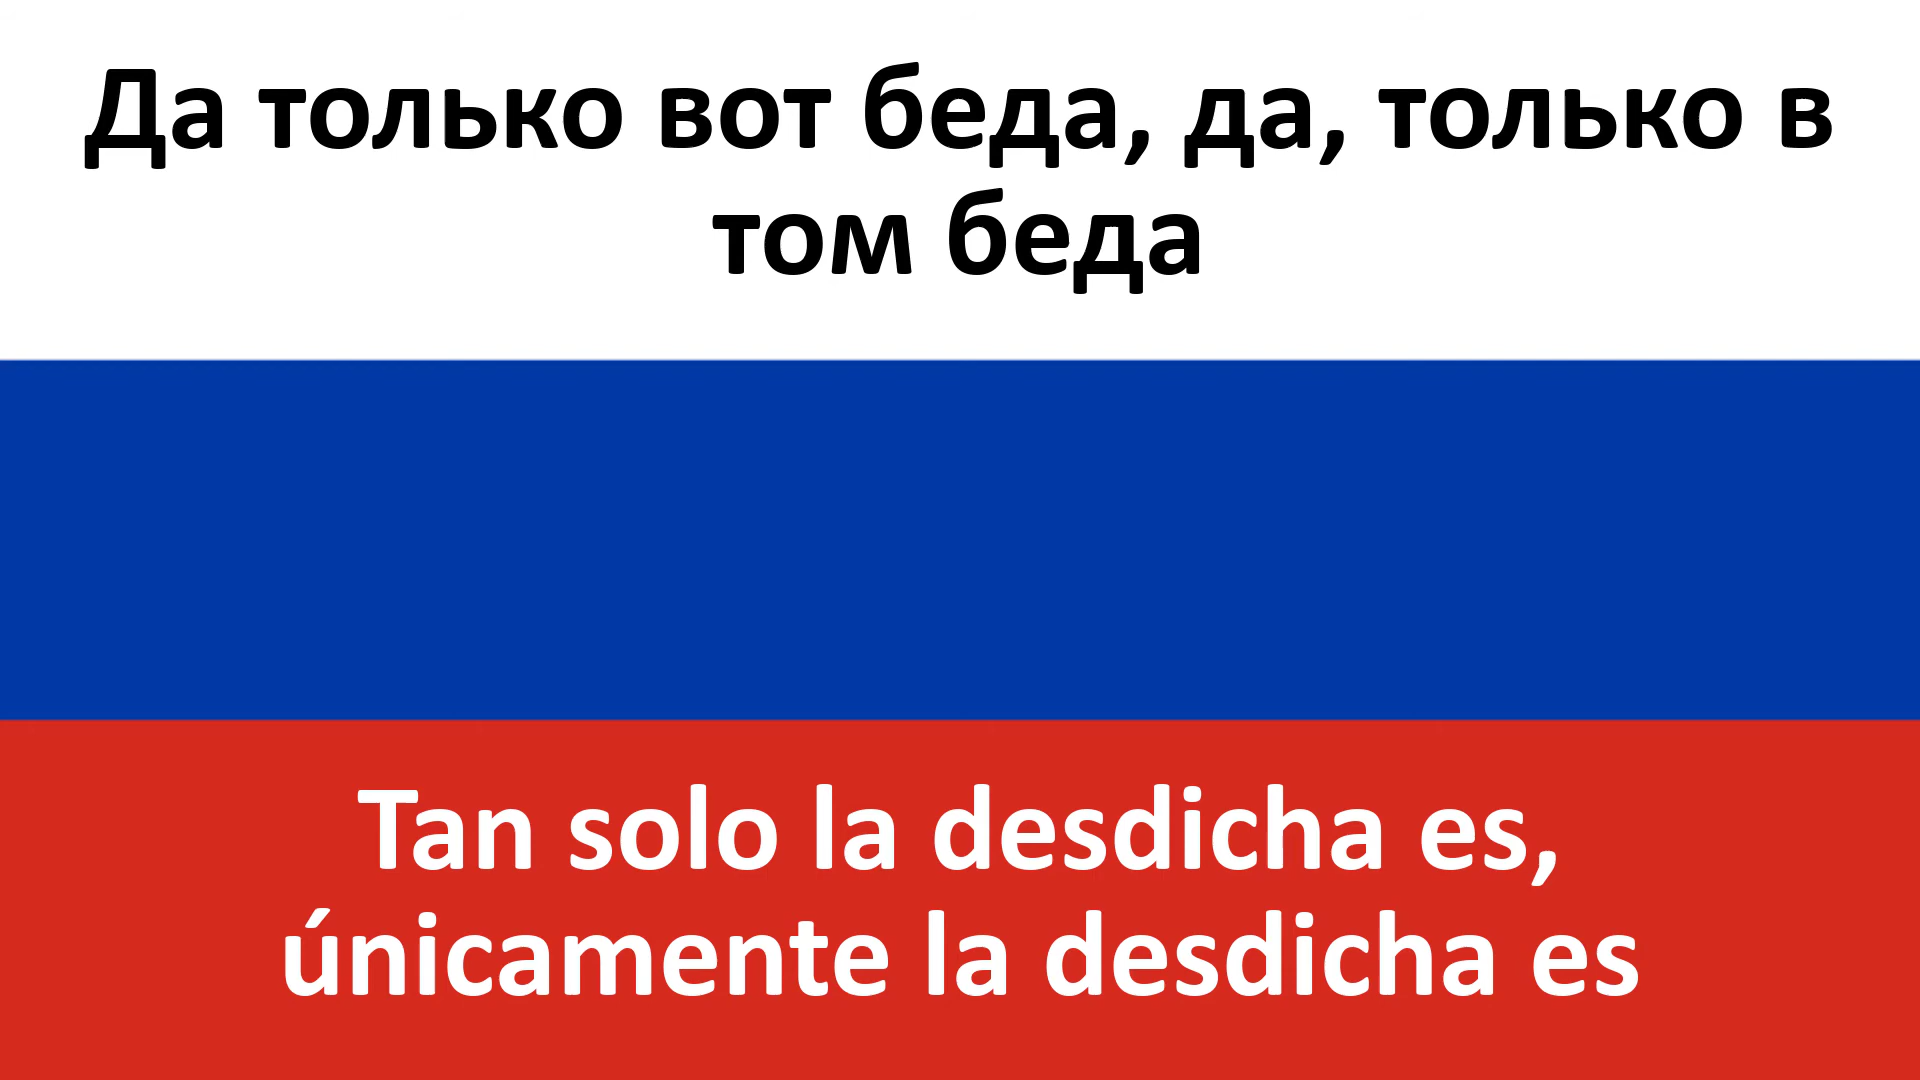 Да только вот беда, да, только в
том беда
Tan solo la desdicha es,
únicamente la desdicha es